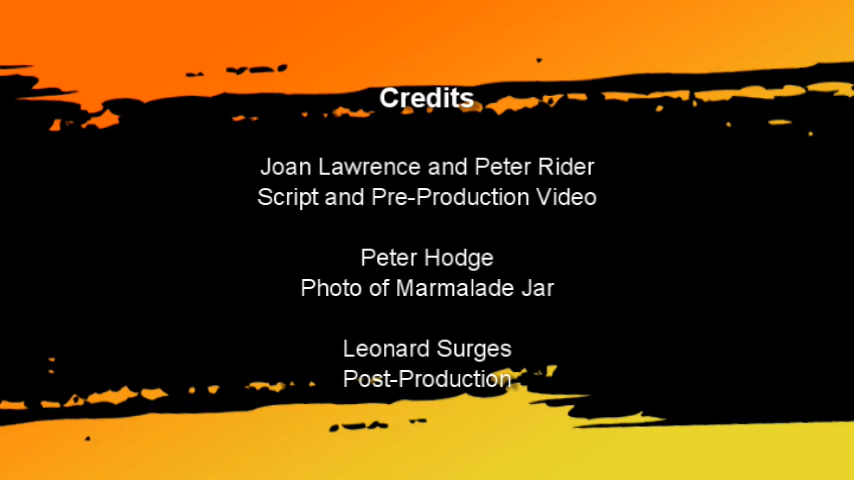 Credits
Joan Lawrence and Peter Rider
Script and Pre-Production Video
Peter Hodge
Photo of Marmalade Jar
Leonard Surges
Post-Production